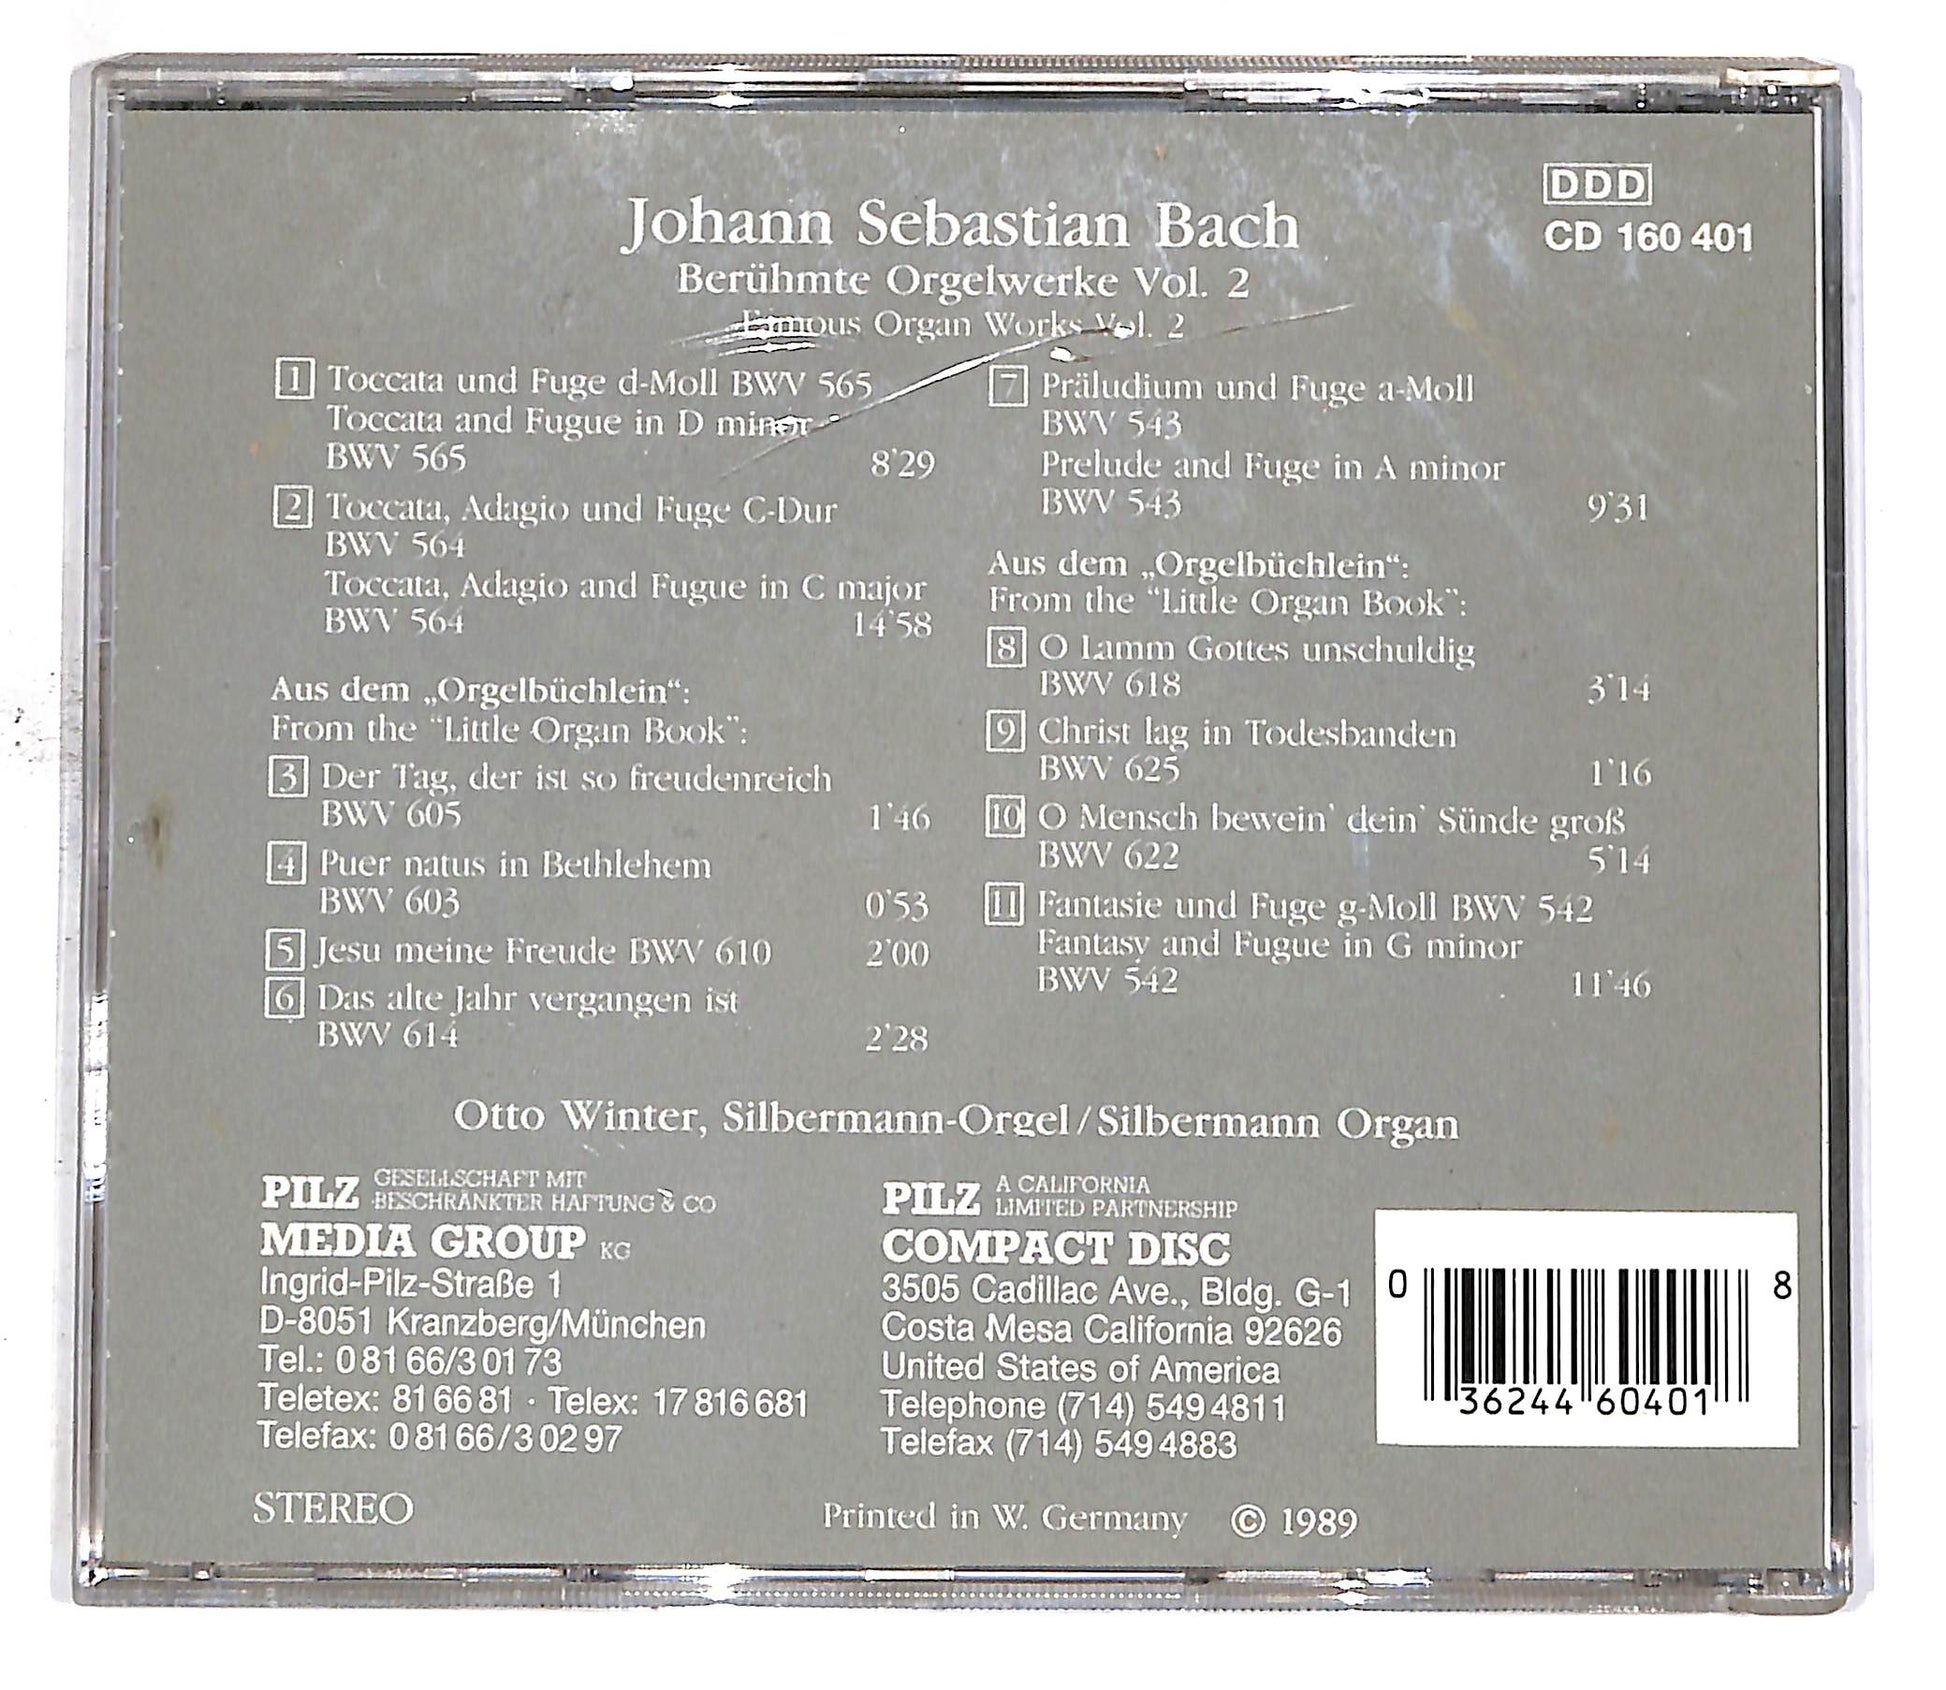 DDD
CD 160 401
Johann Sebastian Bach
Berühmte Orgelwerke Vol. 2
Famous Organ Works Vol. 2
1 Toccata und Fuge d-Moll BWV 565
Toccata and Fugue in D minor
BWV 565 8'29
2 Toccata, Adagio und Fuge C-Dur
BWV 564
Toccata, Adagio and Fugue in C major
BWV 564 14'58
Aus dem „Orgelbüchlein“:
From the “Little Organ Book”:
3 Der Tag, der ist so freudenreich
BWV 605 1'46
4 Puer natus in Bethlehem
BWV 603 0'53
5 Jesu meine Freude BWV 610 2'00
6 Das alte Jahr vergangen ist
BWV 614 2'28
7 Präludium und Fuge a-Moll
BWV 543
Prelude and Fuge in A minor
BWV 543 9'31
Aus dem „Orgelbüchlein“:
From the “Little Organ Book”:
8 O Lamm Gottes unschuldig
BWV 618 3'14
9 Christ lag in Todesbanden
BWV 625 1'16
10 O Mensch bewein' dein' Sünde groß
BWV 622 5'14
11 Fantasie und Fuge g-Moll BWV 542
Fantasy and Fugue in G minor
BWV 542 11'46
Otto Winter, Silbermann-Orgel/Silbermann Organ
PILZ GESELLSCHAFT MIT
BESCHRÄNKTER HAFTUNG & CO
MEDIA GROUP KG
Ingrid-Pilz-Straße 1
D-8051 Kranzberg/München
Tel.: 0 81 66/3 01 73
Teletex: 81 66 81 · Telex: 17 816 681
Telefax: 0 81 66/3 02 97
PILZ A CALIFORNIA
LIMITED PARTNERSHIP
COMPACT DISC
3505 Cadillac Ave., Bldg. G-1
Costa Mesa California 92626
United States of America
Telephone (714) 549 4811
Telefax (714) 549 4883
0 36244 60401 8
STEREO
Printed in W. Germany © 1989